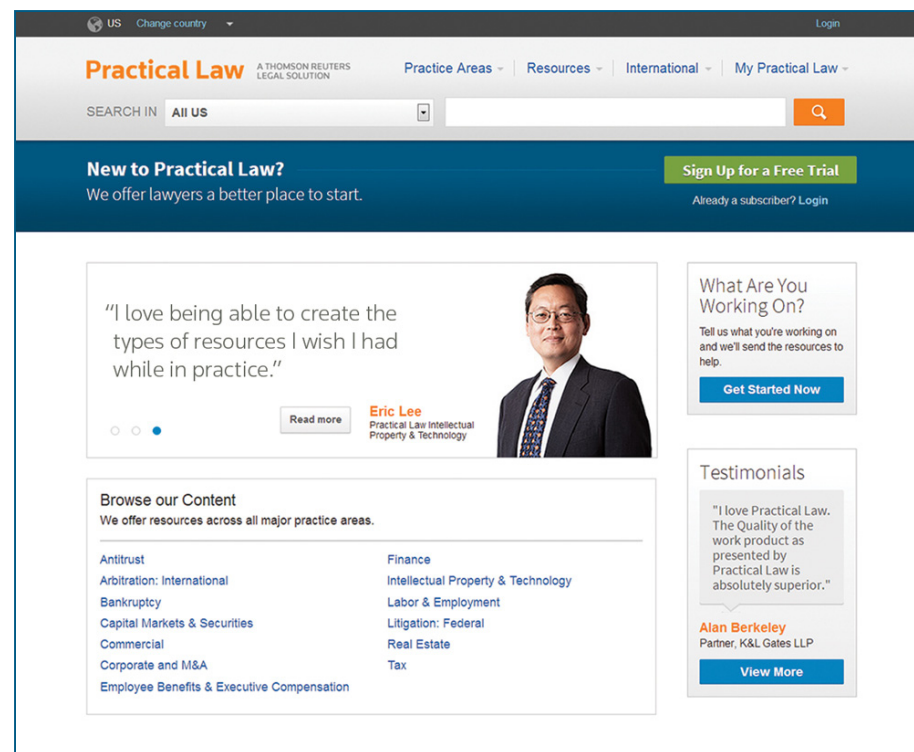 US Change country Login
Practical Law A THOMSON REUTERS
LEGAL SOLUTION
Practice Areas Resources International My Practical Law
SEARCH IN All US
New to Practical Law?
We offer lawyers a better place to start.
Sign Up for a Free Trial
Already a subscriber? Login
“I love being able to create the
types of resources I wish I had
while in practice.”
Read more
Eric Lee
Practical Law Intellectual
Property & Technology
What Are You
Working On?
Tell us what you're working on
and we'll send the resources to
help.
Get Started Now
Browse our Content
We offer resources across all major practice areas.
Antitrust
Arbitration: International
Bankruptcy
Capital Markets & Securities
Commercial
Corporate and M&A
Employee Benefits & Executive Compensation
Finance
Intellectual Property & Technology
Labor & Employment
Litigation: Federal
Real Estate
Tax
Testimonials
"I love Practical Law.
The Quality of the
work product as
presented by
Practical Law is
absolutely superior."
Alan Berkeley
Partner, K&L Gates LLP
View More